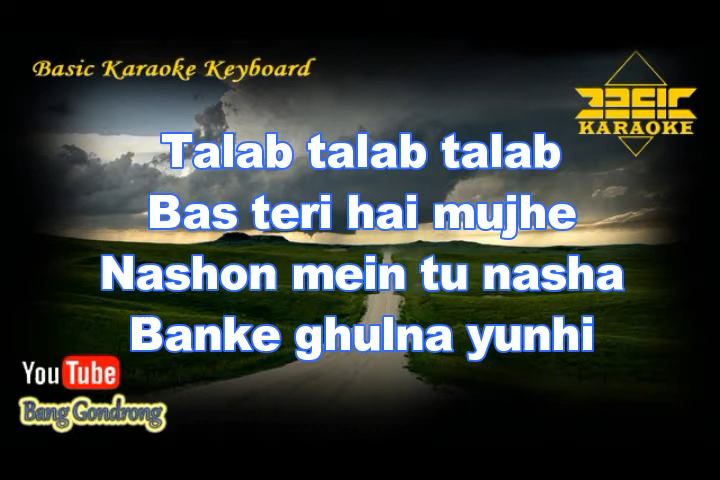 Basic Karaoke Keyboard
BASIC
KARAOKE
Talab talab talab
Bas teri hai mujhe
Nashon mein tu nasha
Banke ghulna yunhi
YouTube
Bang Gondrong